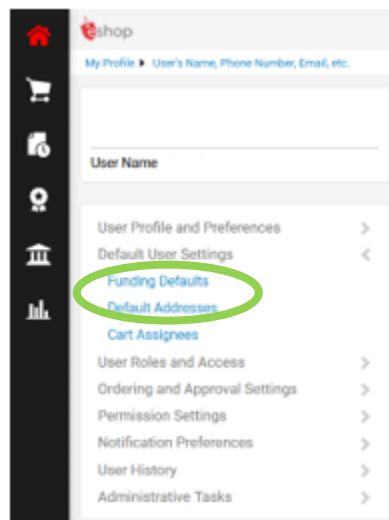 eshop
My Profile ▶ User's Name, Phone Number, Email, etc.
User Name
User Profile and Preferences
Default User Settings
Funding Defaults
Default Addresses
Cart Assignees
User Roles and Access
Ordering and Approval Settings
Permission Settings
Notification Preferences
User History
Administrative Tasks